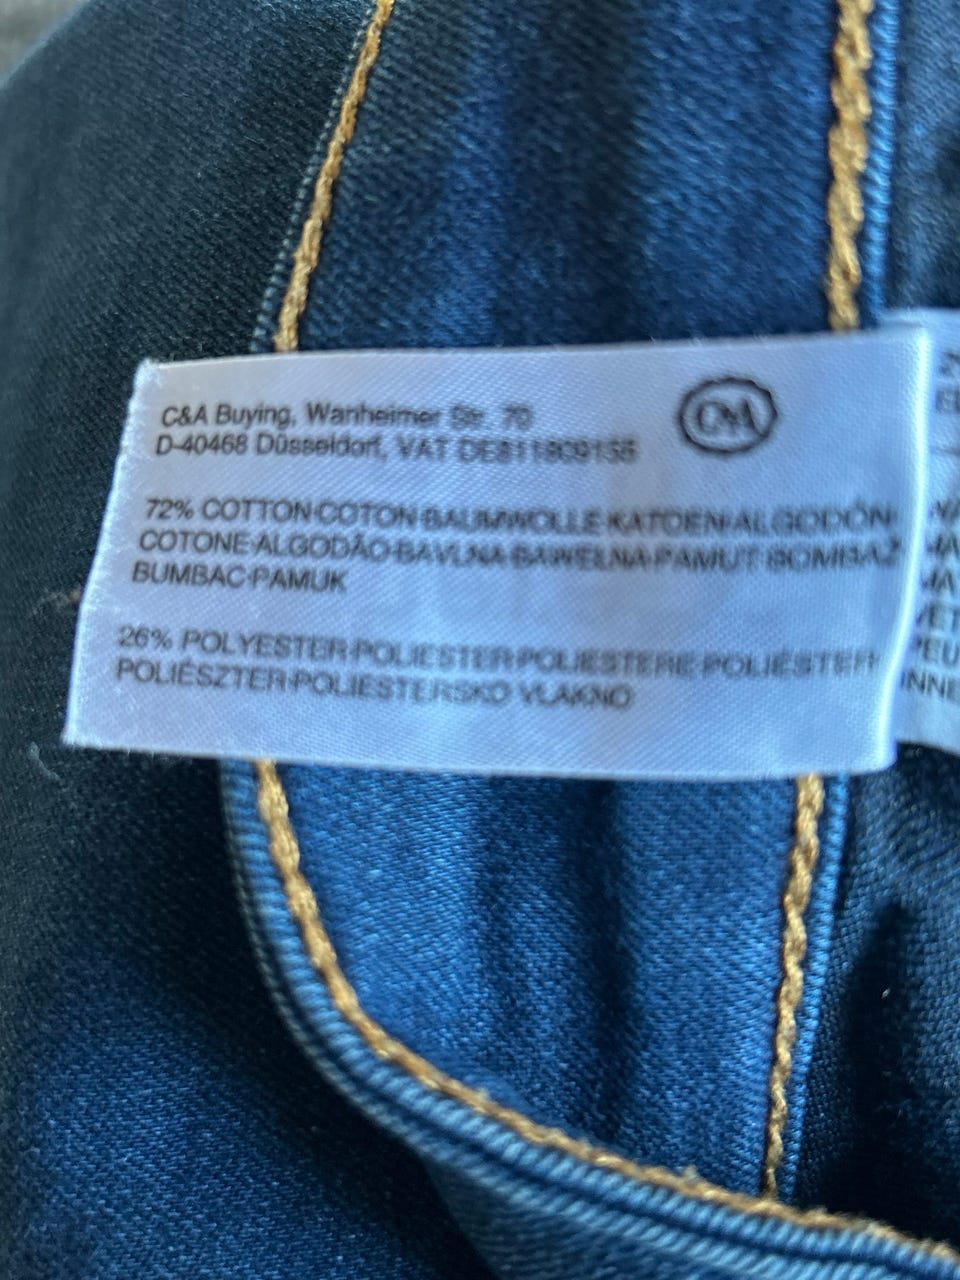 C&A Buying, Wanheimer Str. 70
D-40468 Düsseldorf, VAT DE811809155
C&A
72% COTTON·COTON·BAUMWOLLE·KATOEN·ALGODÓN·
COTONE·ALGODÃO·BAVLNA·BAWEŁNA·PAMUT·BOMBAŽ
BUMBAC·PAMUK
26% POLYESTER·POLIESTER·POLIESTERE·POLIÉSTER·
POLIÉSZTER·POLIESTERSKO VLAKNO